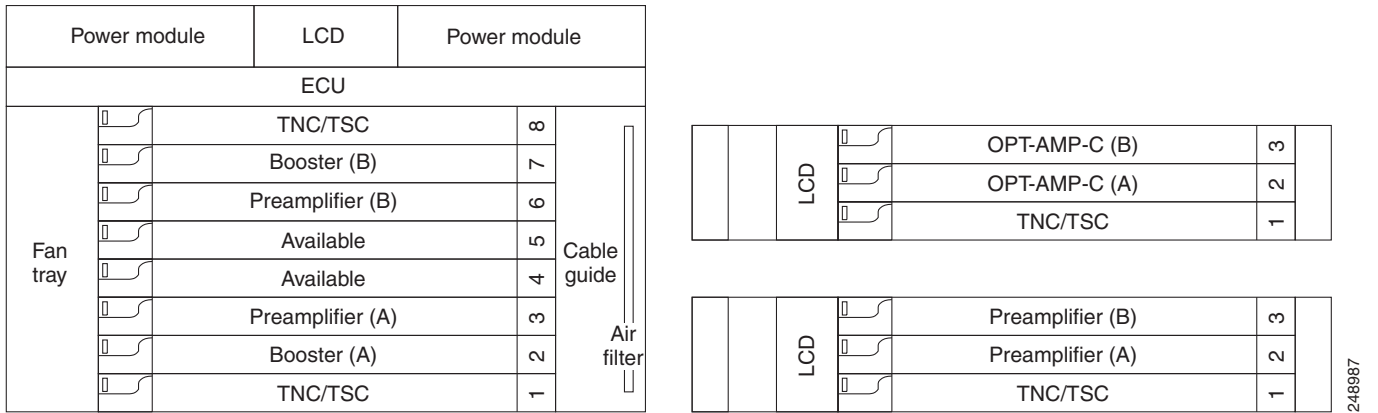 Power module LCD Power module
ECU
TNC/TSC 8
Booster (B) 7
Preamplifier (B) 6
Available 5
Available 4
Preamplifier (A) 3
Booster (A) 2
TNC/TSC 1
Fan
tray
Cable
guide
Air
filter
LCD
OPT-AMP-C (B) 3
OPT-AMP-C (A) 2
TNC/TSC 1
LCD
Preamplifier (B) 3
Preamplifier (A) 2
TNC/TSC 1
248987